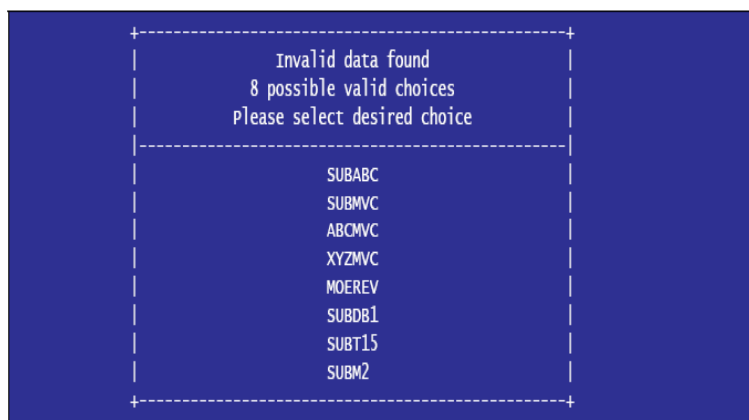 Invalid data found
8 possible valid choices
Please select desired choice
SUBABC
SUBMVC
ABCMVC
XYZMVC
MOEREV
SUBDB1
SUBT15
SUBM2